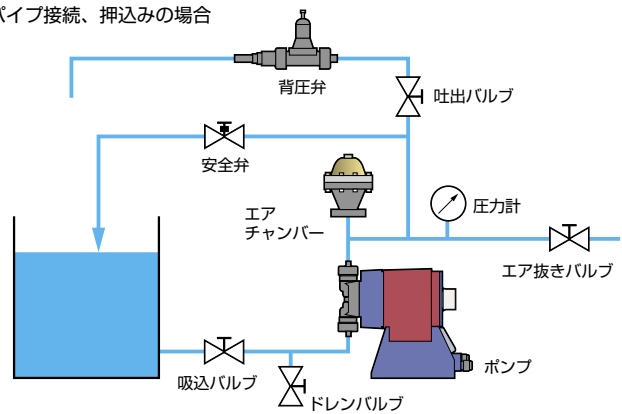 パイプ接続、押込みの場合
背圧弁
吐出バルブ
安全弁
エア
チャンバー
圧力計
エア抜きバルブ
ポンプ
吸込バルブ
ドレンバルブ